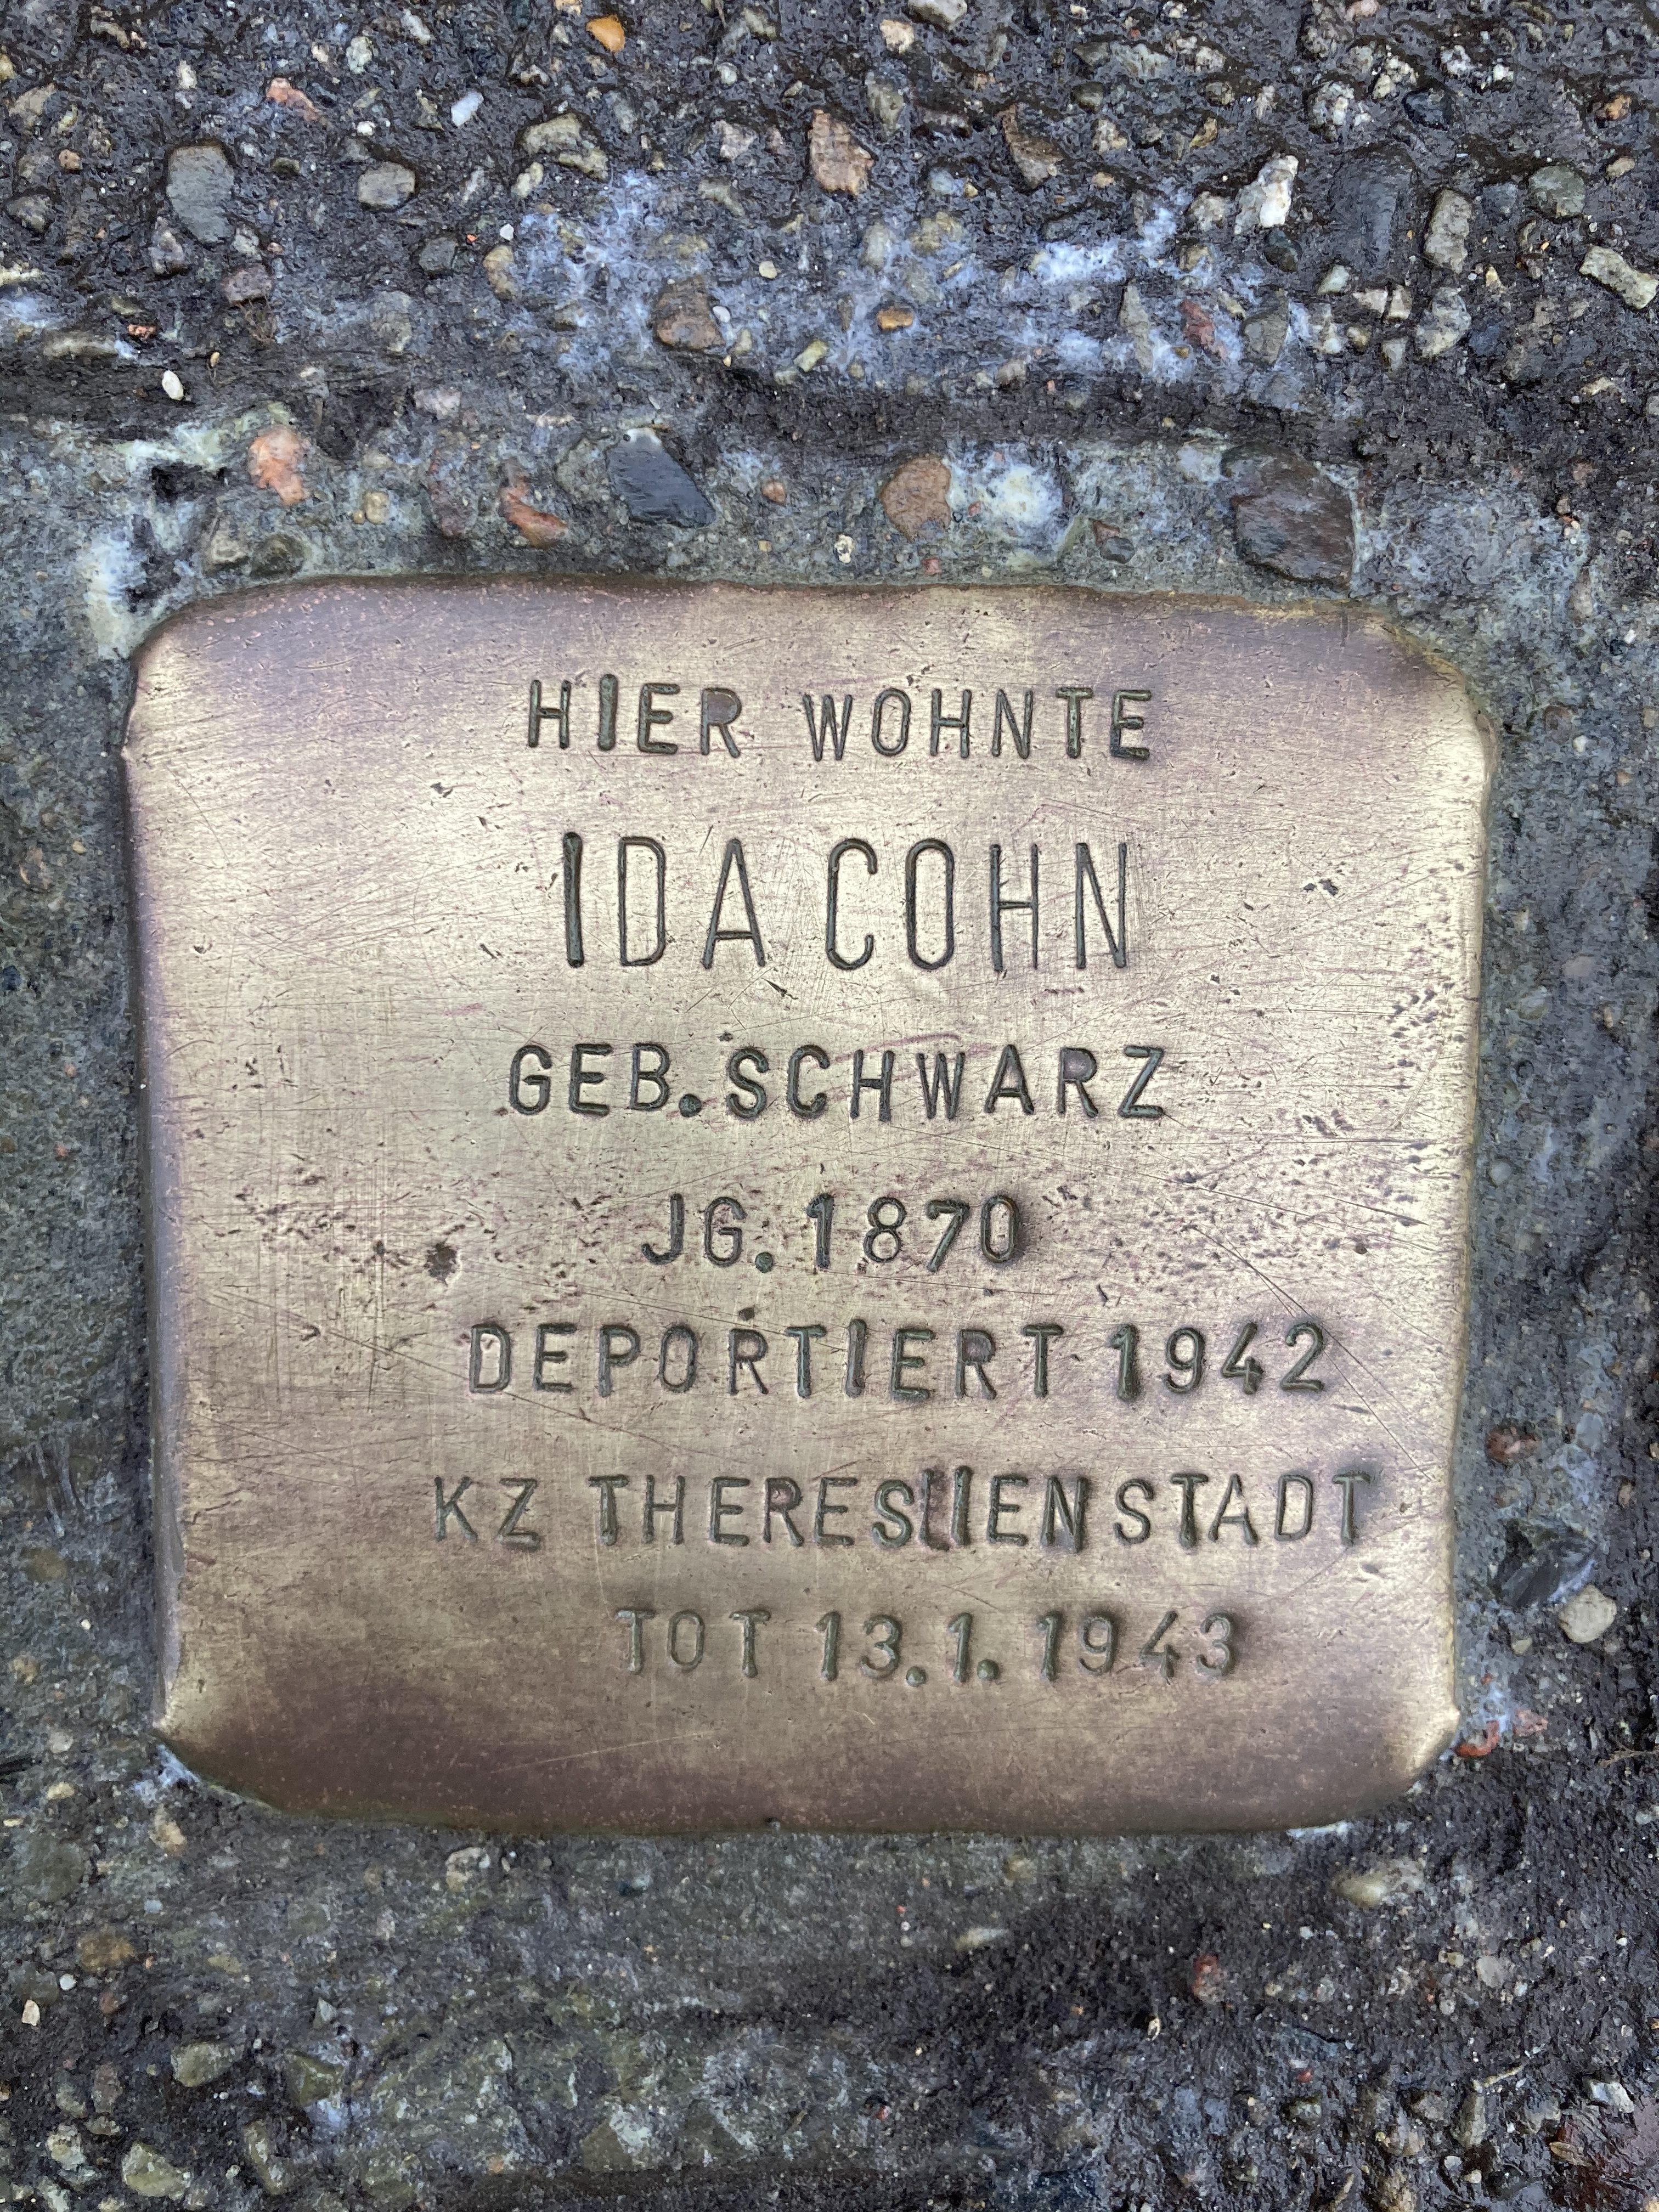 HIER WOHNTE
IDA COHN
GEB. SCHWARZ
JG. 1870
DEPORTIERT 1942
KZ THERESIENSTADT
TOT 13.1.1943